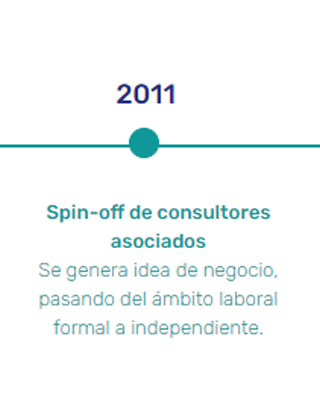 2011
Spin-off de consultores
asociados
Se genera idea de negocio,
pasando del ámbito laboral
formal a independiente.